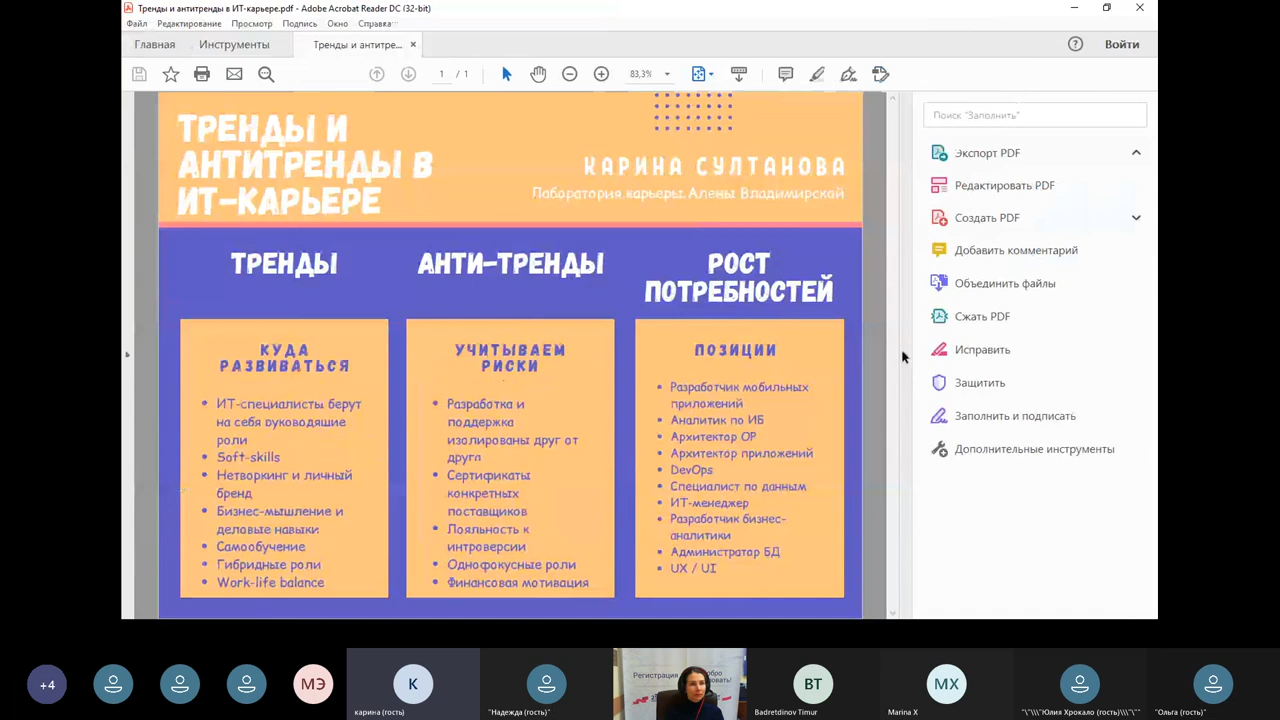 Тренды и антитренды в ИТ-карьере.pdf - Adobe Acrobat Reader DC (32-bit)
Файл Редактирование Просмотр Подпись Окно Справка
Главная Инструменты Тренды и антитре... × Войти
1 / 1 83,3%
ТРЕНДЫ И
АНТИТРЕНДЫ В
ИТ-КАРЬЕРЕ
КАРИНА СУЛТАНОВА
Лаборатория карьеры Алены Владимирской
ТРЕНДЫ
КУДА
РАЗВИВАТЬСЯ
• ИТ-специалисты берут
на себя руководящие
роли
• Soft-skills
• Нетворкинг и личный
бренд
• Бизнес-мышление и
деловые навыки
• Самообучение
• Гибридные роли
• Work-life balance
АНТИ-ТРЕНДЫ
УЧИТЫВАЕМ
РИСКИ
• Разработка и
поддержка
изолированы друг от
друга
• Сертификаты
конкретных
поставщиков
• Лояльность к
интроверсии
• Однофокусные роли
• Финансовая мотивация
РОСТ
ПОТРЕБНОСТЕЙ
ПОЗИЦИИ
• Разработчик мобильных
приложений
• Аналитик по ИБ
• Архитектор ОР
• Архитектор приложений
• DevOps
• Специалист по данным
• ИТ-менеджер
• Разработчик бизнес-
аналитики
• Администратор БД
• UX / UI
Поиск "Заполнить"
Экспорт PDF
Редактировать PDF
Создать PDF
Добавить комментарий
Объединить файлы
Сжать PDF
Исправить
Защитить
Заполнить и подписать
Дополнительные инструменты
+4
МЭ
К
карина (гость)
"Надежда (гость)"
Регистрация
BT
Badretdinov Timur
MX
Marina X
"\"\\\"Юлия Хрокало (гость)\\\"\""
"Ольга (гость)"